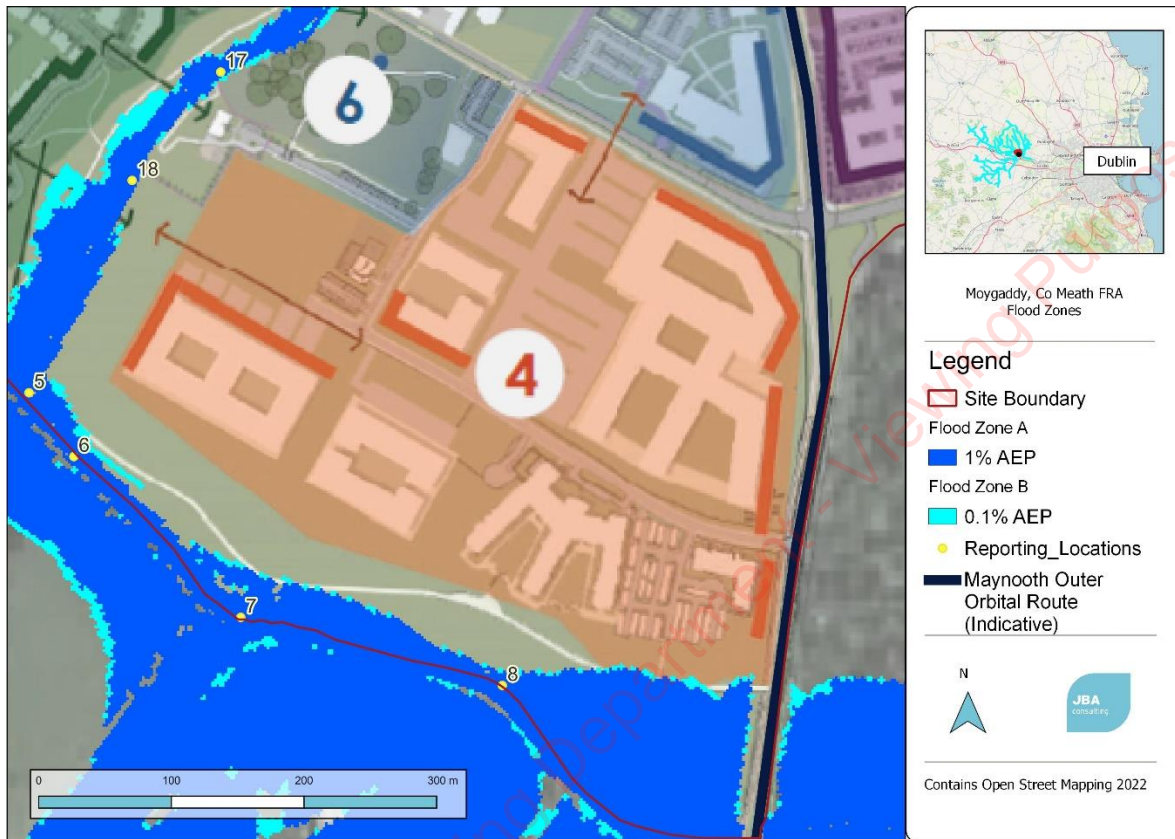 17
6
18
4
5
6
7
8
0 100 200 300 m
Dublin
Moygaddy, Co Meath FRA
Flood Zones
Legend
Site Boundary
Flood Zone A
1% AEP
Flood Zone B
0.1% AEP
Reporting_Locations
Maynooth Outer
Orbital Route
(Indicative)
N
JBA
consulting
Contains Open Street Mapping 2022